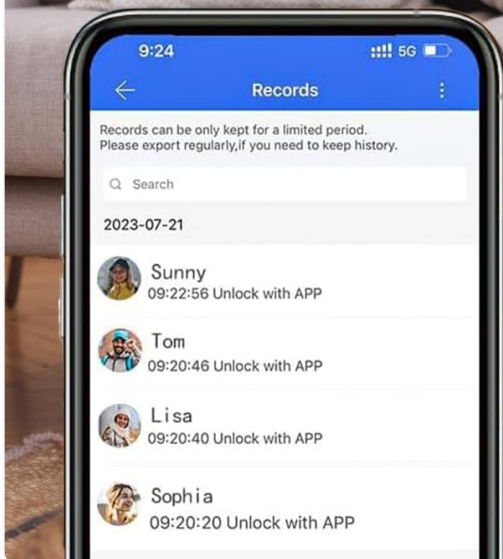 9:24 5G
Records
Records can be only kept for a limited period.
Please export regularly,if you need to keep history.
Search
2023-07-21
Sunny
09:22:56 Unlock with APP
Tom
09:20:46 Unlock with APP
Lisa
09:20:40 Unlock with APP
Sophia
09:20:20 Unlock with APP